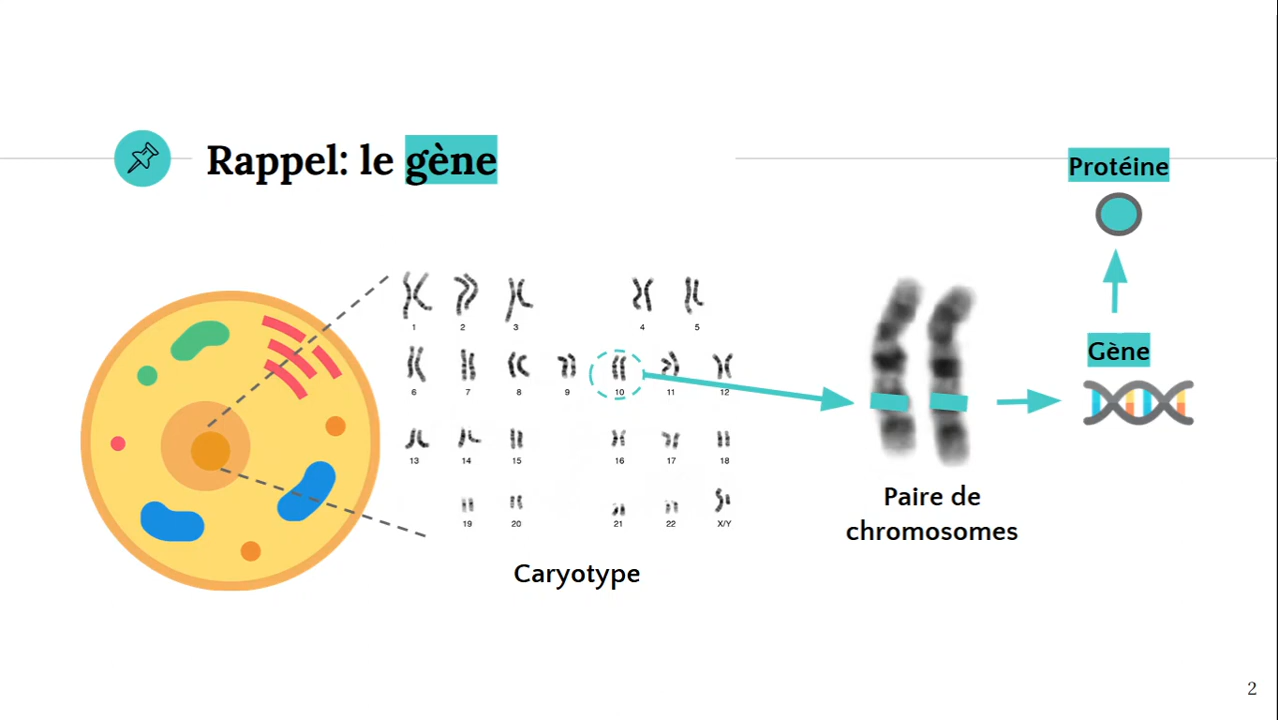 Rappel: le gène
Protéine
1 2 3 4 5
Gène
6 7 8 9 10 11 12
13 14 15 16 17 18
Paire de
chromosomes
19 20 21 22 X/Y
Caryotype
2